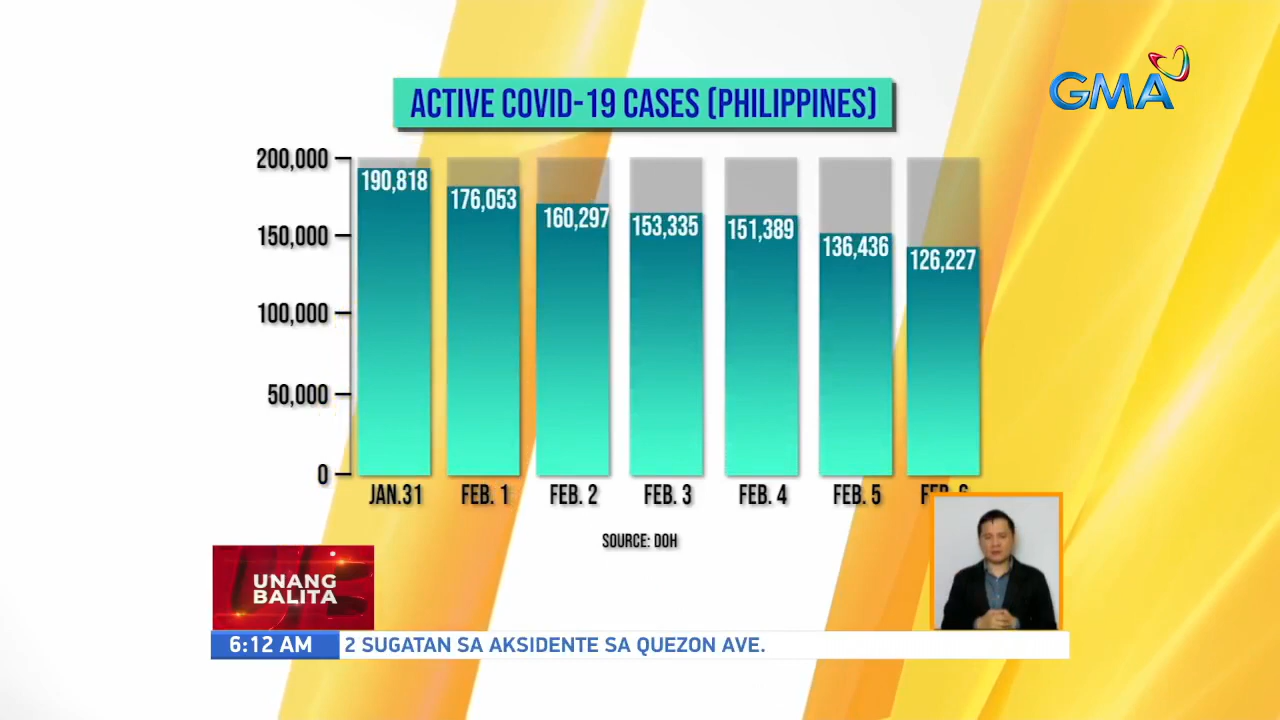 ACTIVE COVID-19 CASES (PHILIPPINES)
GMA
200,000
150,000
100,000
50,000
0
190,818
176,053
160,297
153,335
151,389
136,436
126,227
JAN.31
FEB. 1
FEB. 2
FEB. 3
FEB. 4
FEB. 5
FEB. 6
SOURCE: DOH
UNANG
BALITA
6:12 AM
2 SUGATAN SA AKSIDENTE SA QUEZON AVE.